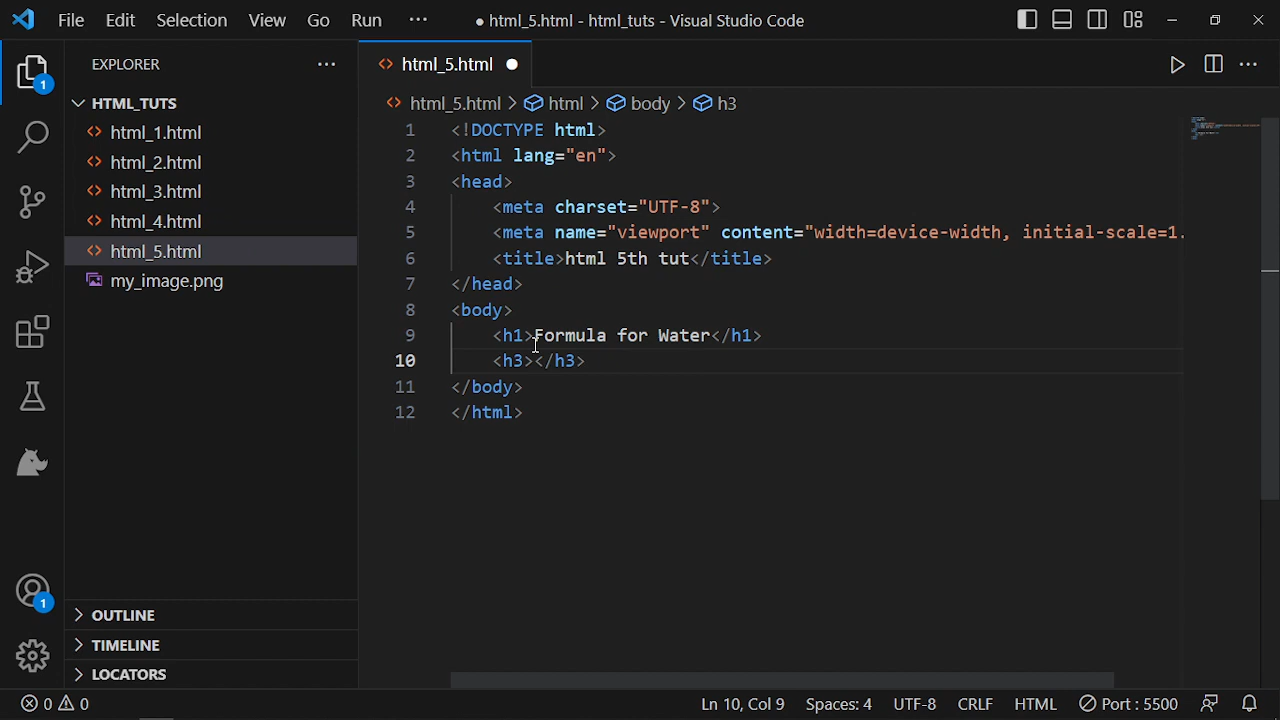 File Edit Selection View Go Run ··· ● html_5.html - html_tuts - Visual Studio Code
EXPLORER ···
HTML_TUTS
html_1.html
html_2.html
html_3.html
html_4.html
html_5.html
my_image.png
OUTLINE
TIMELINE
LOCATORS
1
1
html_5.html ●
html_5.html > html > body > h3
1 <!DOCTYPE html>
2 <html lang="en">
3 <head>
4 <meta charset="UTF-8">
5 <meta name="viewport" content="width=device-width, initial-scale=1.
6 <title>html 5th tut</title>
7 </head>
8 <body>
9 <h1>Formula for Water</h1>
10 <h3></h3>
11 </body>
12 </html>
0 0 Ln 10, Col 9 Spaces: 4 UTF-8 CRLF HTML Port : 5500